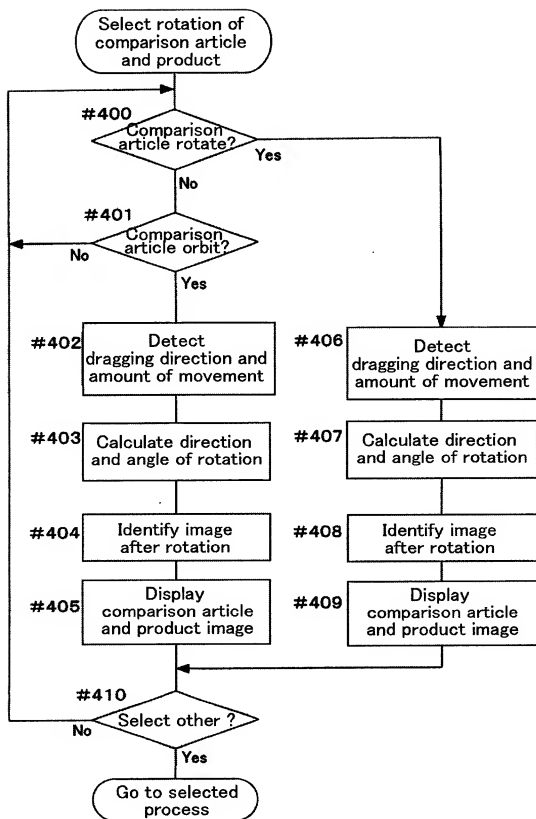 Select rotation of
comparison article
and product
#400
Comparison
article rotate?
Yes
No
#401
Comparison
article orbit?
No
Yes
#402
Detect
dragging direction and
amount of movement
#406
Detect
dragging direction and
amount of movement
#403
Calculate direction
and angle of rotation
#407
Calculate direction
and angle of rotation
#404
Identify image
after rotation
#408
Identify image
after rotation
#405
Display
comparison article
and product image
#409
Display
comparison article
and product image
#410
Select other ?
No
Yes
Go to selected
process